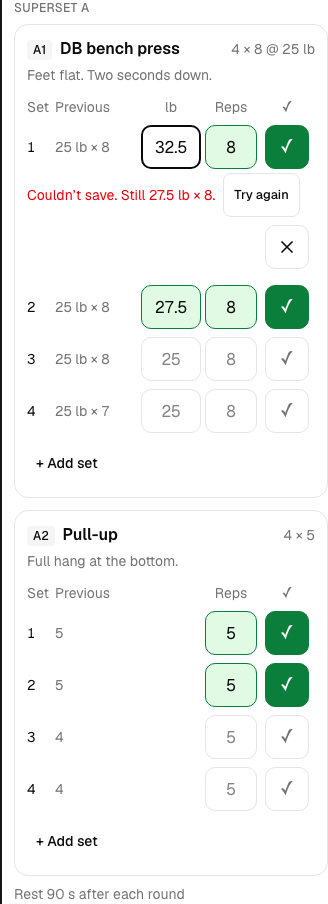 SUPERSET A
A1 DB bench press 4 × 8 @ 25 lb
Feet flat. Two seconds down.
Set Previous lb Reps ✓
1 25 lb × 8 32.5 8 ✓
Couldn’t save. Still 27.5 lb × 8. Try again
×
2 25 lb × 8 27.5 8 ✓
3 25 lb × 8 25 8 ✓
4 25 lb × 7 25 8 ✓
+ Add set
A2 Pull-up 4 × 5
Full hang at the bottom.
Set Previous Reps ✓
1 5 5 ✓
2 5 5 ✓
3 4 5 ✓
4 4 5 ✓
+ Add set
Rest 90 s after each round